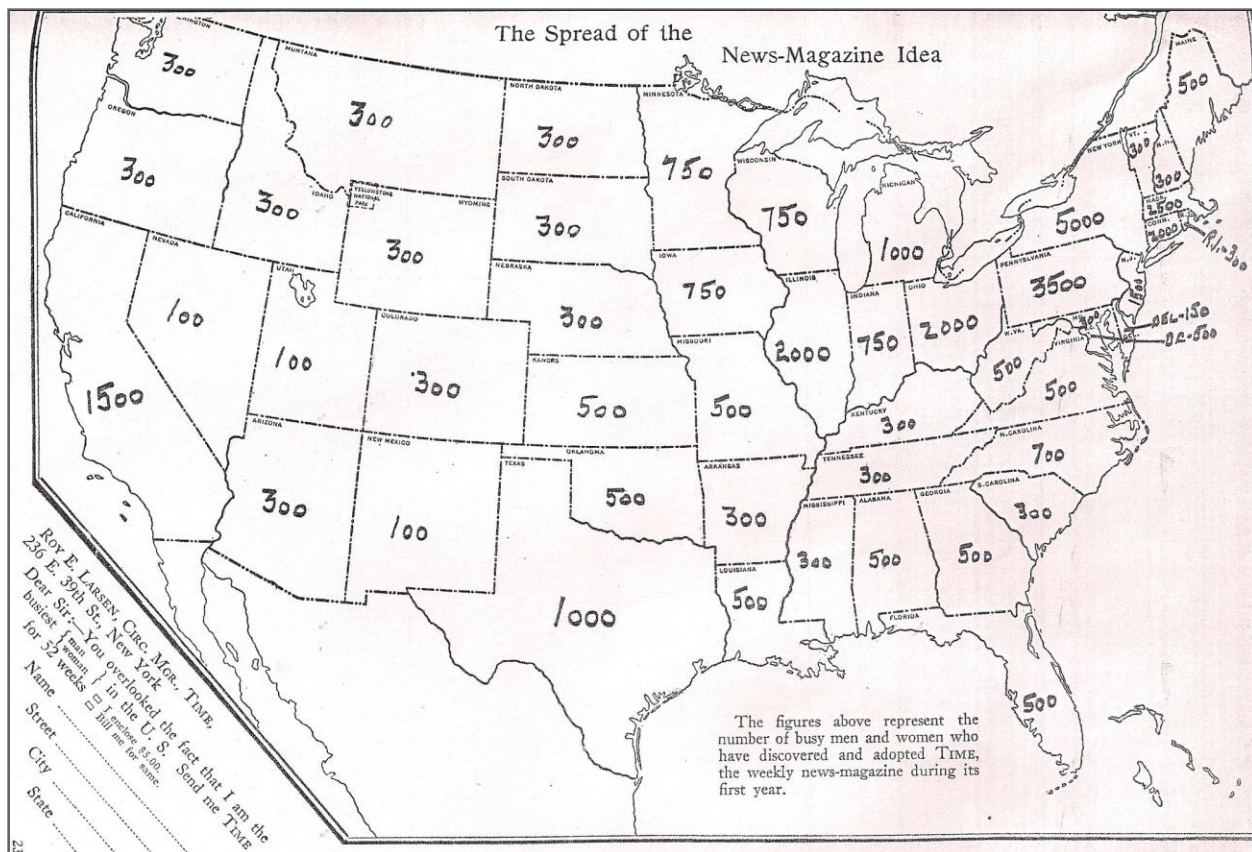 The Spread of the
News-Magazine Idea
300
OREGON
300
MONTANA
300
IDAHO
300
YELLOWSTONE
NATIONAL
PARK
WYOMING
300
NORTH DAKOTA
300
SOUTH DAKOTA
300
NEBRASKA
300
MINNESOTA
750
WISCONSIN
750
MICHIGAN
1000
IOWA
750
ILLINOIS
2000
INDIANA
750
OHIO
2000
PENNSYLVANIA
3500
NEW YORK
5000
MAINE
500
VT.
300
N.H.
300
MASS.
2500
CONN.
2000
R.I.-300
N.J.
1500
300
DEL-150
DC-500
W.VA.
500
VIRGINIA
500
CALIFORNIA
1500
NEVADA
100
UTAH
100
COLORADO
300
500
MISSOURI
500
KENTUCKY
300
TENNESSEE
300
N. CAROLINA
700
S. CAROLINA
300
ARIZONA
300
NEW MEXICO
100
TEXAS
1000
OKLAHOMA
500
ARKANSAS
300
LOUISIANA
500
MISSISSIPPI
300
ALABAMA
500
GEORGIA
500
FLORIDA
500
The figures above represent the
number of busy men and women who
have discovered and adopted TIME,
the weekly news-magazine during its
first year.
ROY E. LARSEN, CIRC. MGR., TIME,
236 E. 39th St., New York
Dear Sir:—You overlooked the fact that I am the
busiest { man woman } in the U. S. Send me TIME
for 52 weeks □ I enclose $5.00.
□ Bill me for same.
Name
Street
City
State